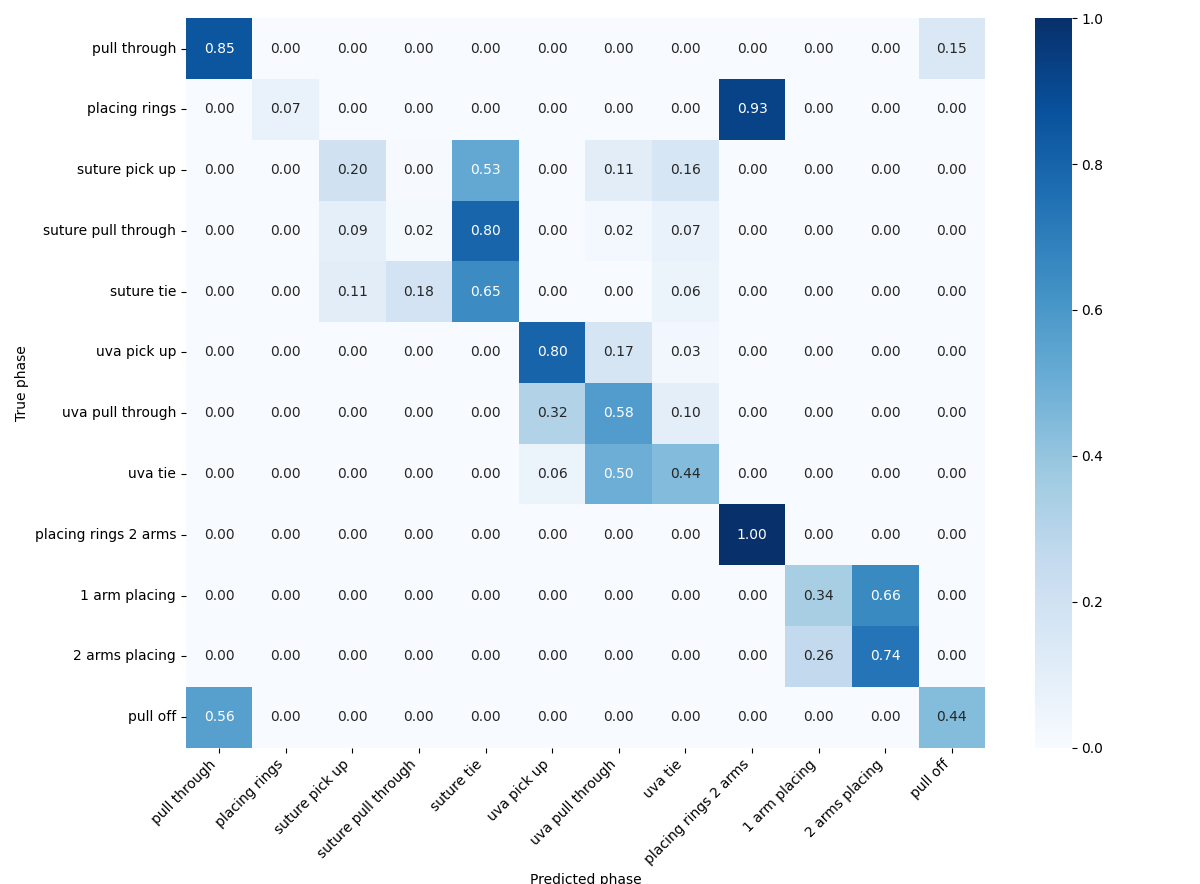 pull through 0.85 0.00 0.00 0.00 0.00 0.00 0.00 0.00 0.00 0.00 0.00 0.15 1.0
placing rings 0.00 0.07 0.00 0.00 0.00 0.00 0.00 0.00 0.93 0.00 0.00 0.00
suture pick up 0.00 0.00 0.20 0.00 0.53 0.00 0.11 0.16 0.00 0.00 0.00 0.00 0.8
suture pull through 0.00 0.00 0.09 0.02 0.80 0.00 0.02 0.07 0.00 0.00 0.00 0.00
suture tie 0.00 0.00 0.11 0.18 0.65 0.00 0.00 0.06 0.00 0.00 0.00 0.00 0.6
uva pick up 0.00 0.00 0.00 0.00 0.00 0.80 0.17 0.03 0.00 0.00 0.00 0.00
True phase
uva pull through 0.00 0.00 0.00 0.00 0.00 0.32 0.58 0.10 0.00 0.00 0.00 0.00
uva tie 0.00 0.00 0.00 0.00 0.00 0.06 0.50 0.44 0.00 0.00 0.00 0.00 0.4
placing rings 2 arms 0.00 0.00 0.00 0.00 0.00 0.00 0.00 0.00 1.00 0.00 0.00 0.00
1 arm placing 0.00 0.00 0.00 0.00 0.00 0.00 0.00 0.00 0.00 0.34 0.66 0.00 0.2
2 arms placing 0.00 0.00 0.00 0.00 0.00 0.00 0.00 0.00 0.00 0.26 0.74 0.00
pull off 0.56 0.00 0.00 0.00 0.00 0.00 0.00 0.00 0.00 0.00 0.00 0.44 0.0
pull through
placing rings
suture pick up
suture pull through
suture tie
uva pick up
uva pull through
uva tie
placing rings 2 arms
1 arm placing
2 arms placing
pull off
Predicted phase